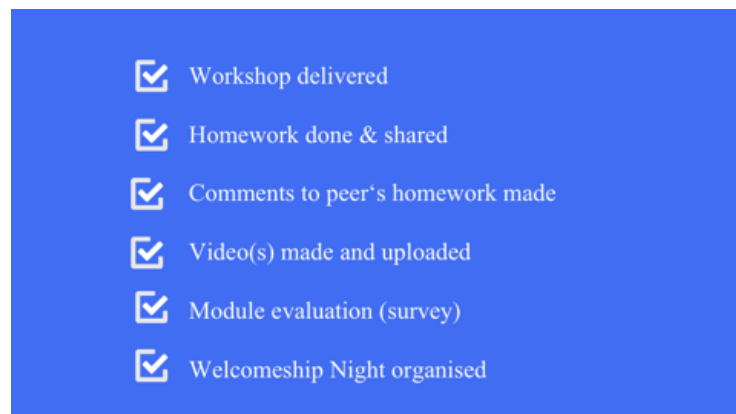 Workshop delivered
Homework done & shared
Comments to peer‘s homework made
Video(s) made and uploaded
Module evaluation (survey)
Welcomeship Night organised